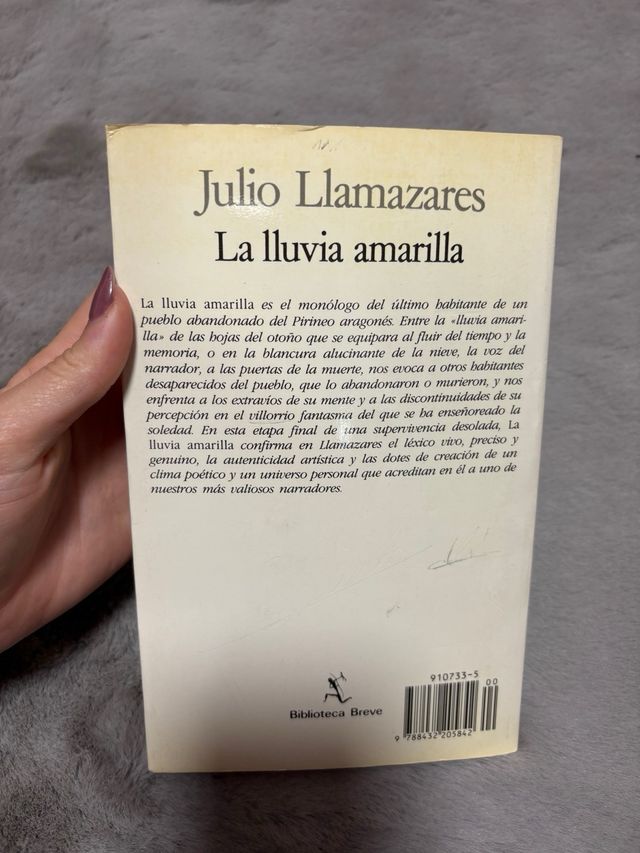 Julio Llamazares
La lluvia amarilla
La lluvia amarilla es el monólogo del último habitante de un
pueblo abandonado del Pirineo aragonés. Entre la «lluvia amari-
lla» de las hojas del otoño que se equipara al fluir del tiempo y la
memoria, o en la blancura alucinante de la nieve, la voz del
narrador, a las puertas de la muerte, nos evoca a otros habitantes
desaparecidos del pueblo, que lo abandonaron o murieron, y nos
enfrenta a los extravíos de su mente y a las discontinuidades de su
percepción en el villorrio fantasma del que se ha enseñoreado la
soledad. En esta etapa final de una supervivencia desolada, La
lluvia amarilla confirma en Llamazares el léxico vivo, preciso y
genuino, la autenticidad artística y las dotes de creación de un
clima poético y un universo personal que acreditan en él a uno de
nuestros más valiosos narradores.
Biblioteca Breve
910733-5
00
9 788432 205842